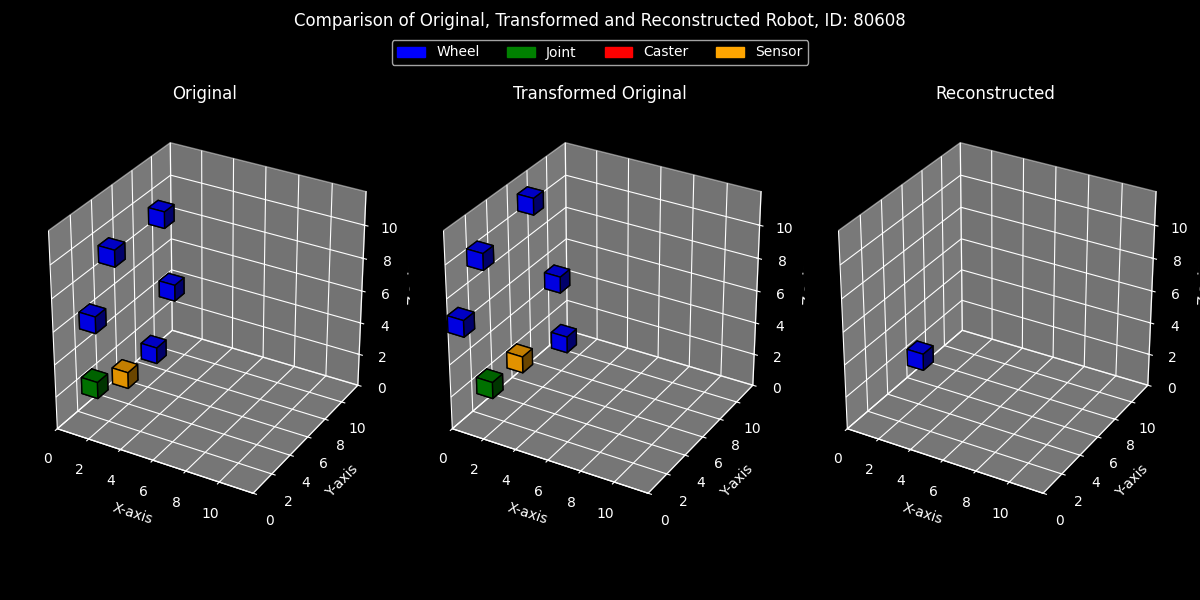 Comparison of Original, Transformed and Reconstructed Robot, ID: 80608
Wheel Joint Caster Sensor
Original
Transformed Original
Reconstructed
0 2 4 6 8 10
X-axis
0 2 4 6 8 10
Y-axis
0 2 4 6 8 10
0 2 4 6 8 10
X-axis
0 2 4 6 8 10
Y-axis
0 2 4 6 8 10
0 2 4 6 8 10
X-axis
0 2 4 6 8 10
Y-axis
0 2 4 6 8 10